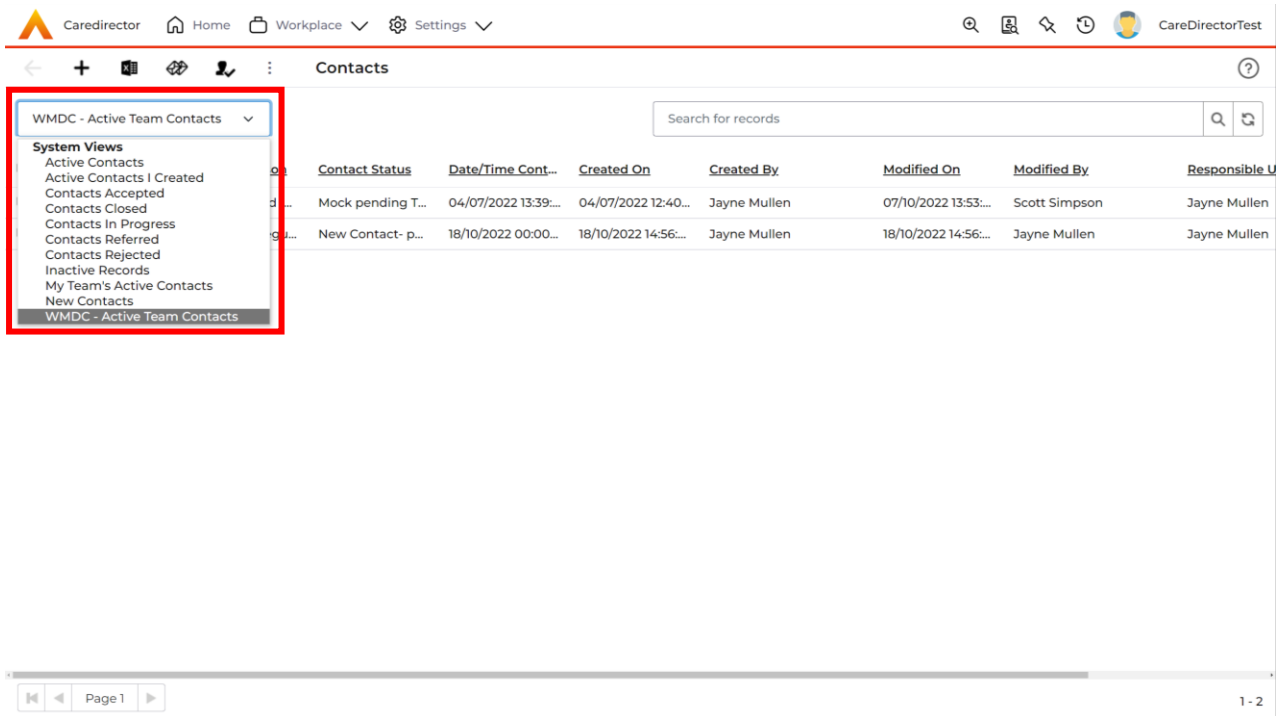 Caredirector Home Workplace Settings CareDirectorTest
Contacts
WMDC - Active Team Contacts Search for records
System Views
Active Contacts
Active Contacts I Created
Contacts Accepted
Contacts Closed
Contacts In Progress
Contacts Referred
Contacts Rejected
Inactive Records
My Team's Active Contacts
New Contacts
WMDC - Active Team Contacts
Contact Status Date/Time Cont... Created On Created By Modified On Modified By Responsible U
Mock pending T... 04/07/2022 13:39:... 04/07/2022 12:40... Jayne Mullen 07/10/2022 13:53:... Scott Simpson Jayne Mullen
New Contact- p... 18/10/2022 00:00... 18/10/2022 14:56:... Jayne Mullen 18/10/2022 14:56:... Jayne Mullen Jayne Mullen
Page 1 1 - 2